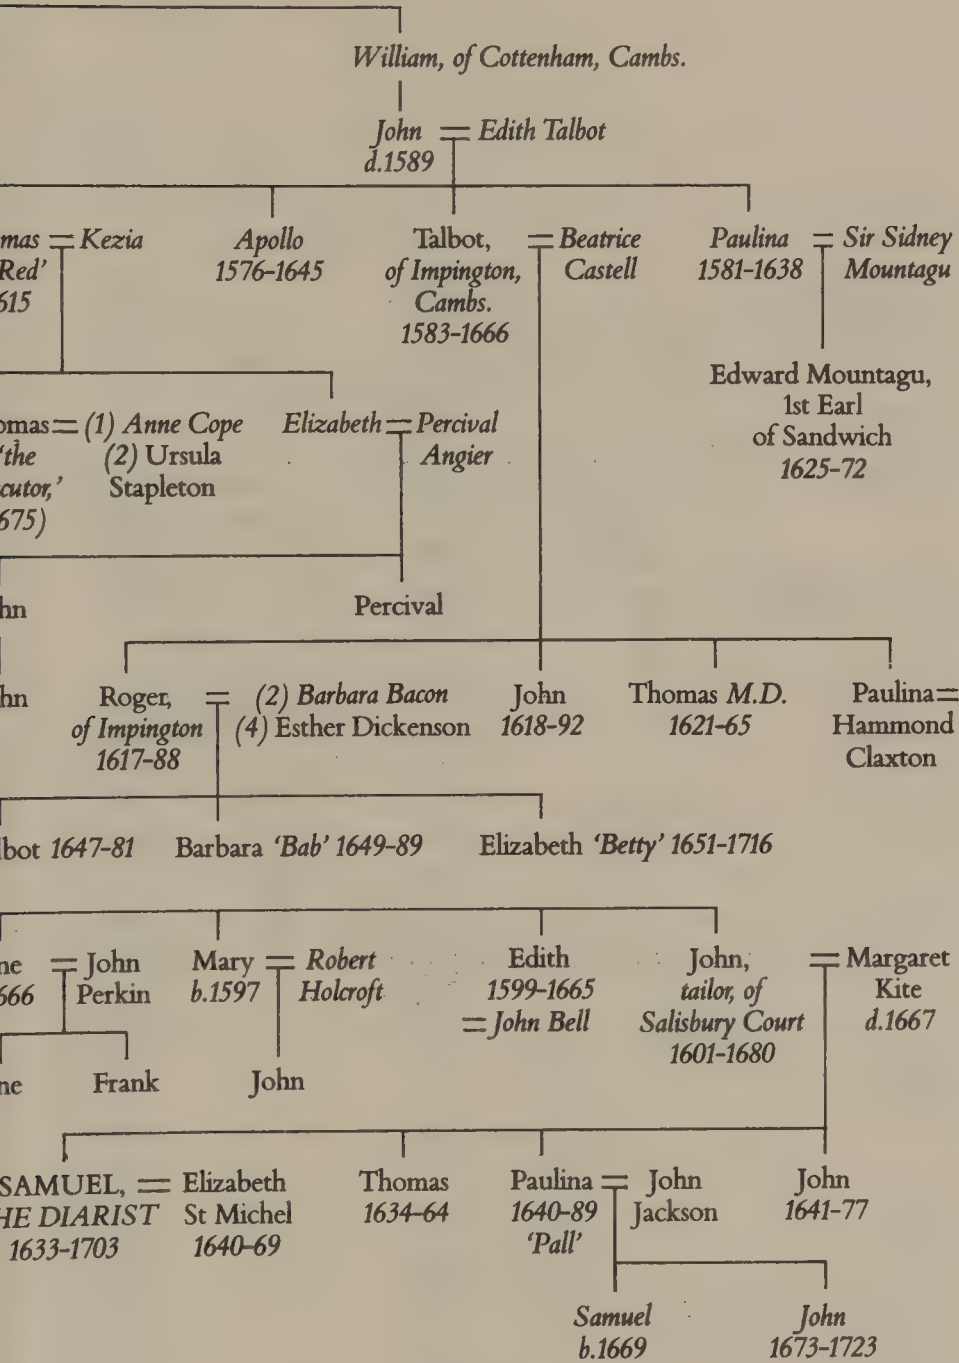 William, of Cottenham, Cambs.
John = Edith Talbot
d.1589
mas = Kezia
Red'
615
Apollo
1576-1645
Talbot,
of Impington,
Cambs.
1583-1666
= Beatrice
Castell
Paulina = Sir Sidney
1581-1638 Mountagu
Edward Mountagu,
1st Earl
of Sandwich
1625-72
omas = (1) Anne Cope
'the (2) Ursula
cutor,' Stapleton
675)
Elizabeth = Percival
Angier
hn
Percival
hn
Roger, = (2) Barbara Bacon
of Impington (4) Esther Dickenson
1617-88
John
1618-92
Thomas M.D.
1621-65
Paulina =
Hammond
Claxton
lbot 1647-81
Barbara 'Bab' 1649-89
Elizabeth 'Betty' 1651-1716
ne = John
666 Perkin
Mary = Robert
b.1597 Holcroft
Edith
1599-1665
= John Bell
John,
tailor, of
Salisbury Court
1601-1680
= Margaret
Kite
d.1667
ne
Frank
John
SAMUEL, = Elizabeth
HE DIARIST St Michel
1633-1703 1640-69
Thomas
1634-64
Paulina = John
1640-89 Jackson
'Pall'
John
1641-77
Samuel
b.1669
John
1673-1723